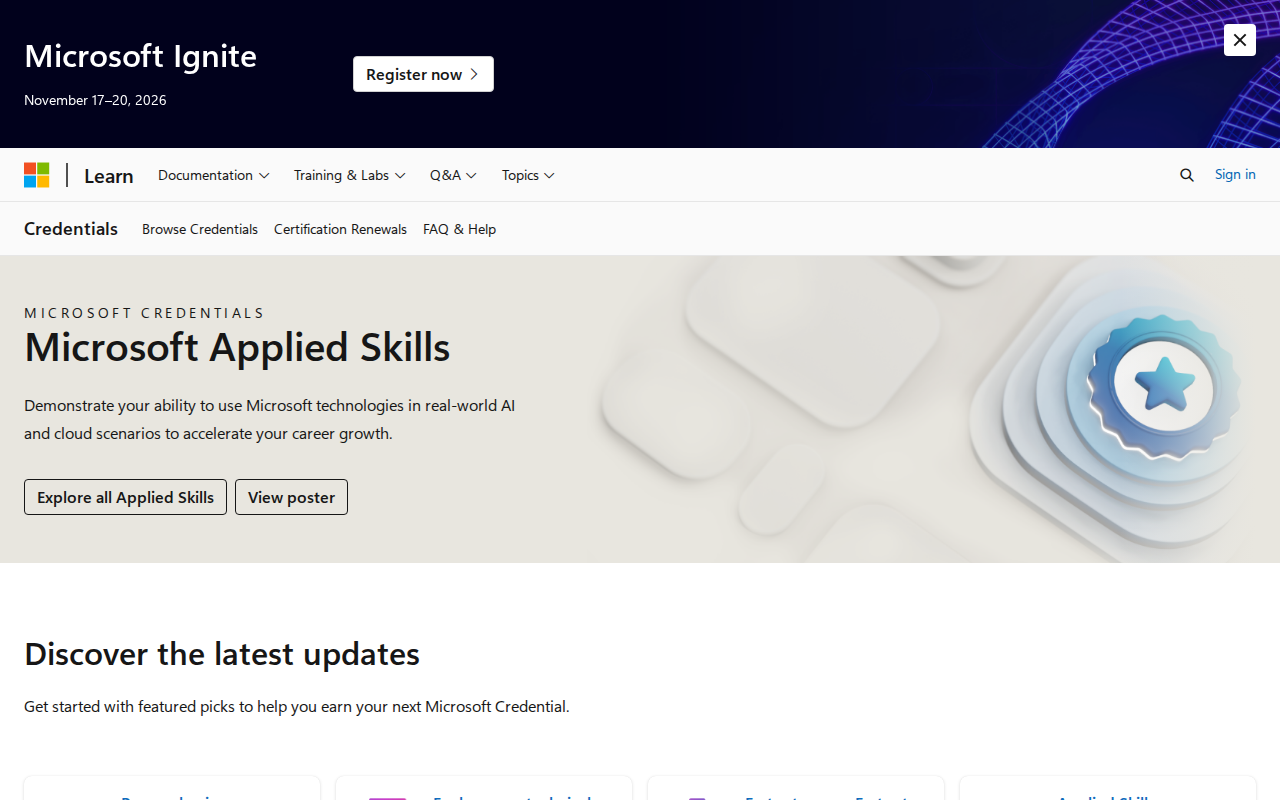 Microsoft Ignite
November 17–20, 2026
Register now
Learn
Documentation
Training & Labs
Q&A
Topics
Sign in
Credentials
Browse Credentials
Certification Renewals
FAQ & Help
MICROSOFT CREDENTIALS
Microsoft Applied Skills
Demonstrate your ability to use Microsoft technologies in real-world AI
and cloud scenarios to accelerate your career growth.
Explore all Applied Skills
View poster
Discover the latest updates
Get started with featured picks to help you earn your next Microsoft Credential.